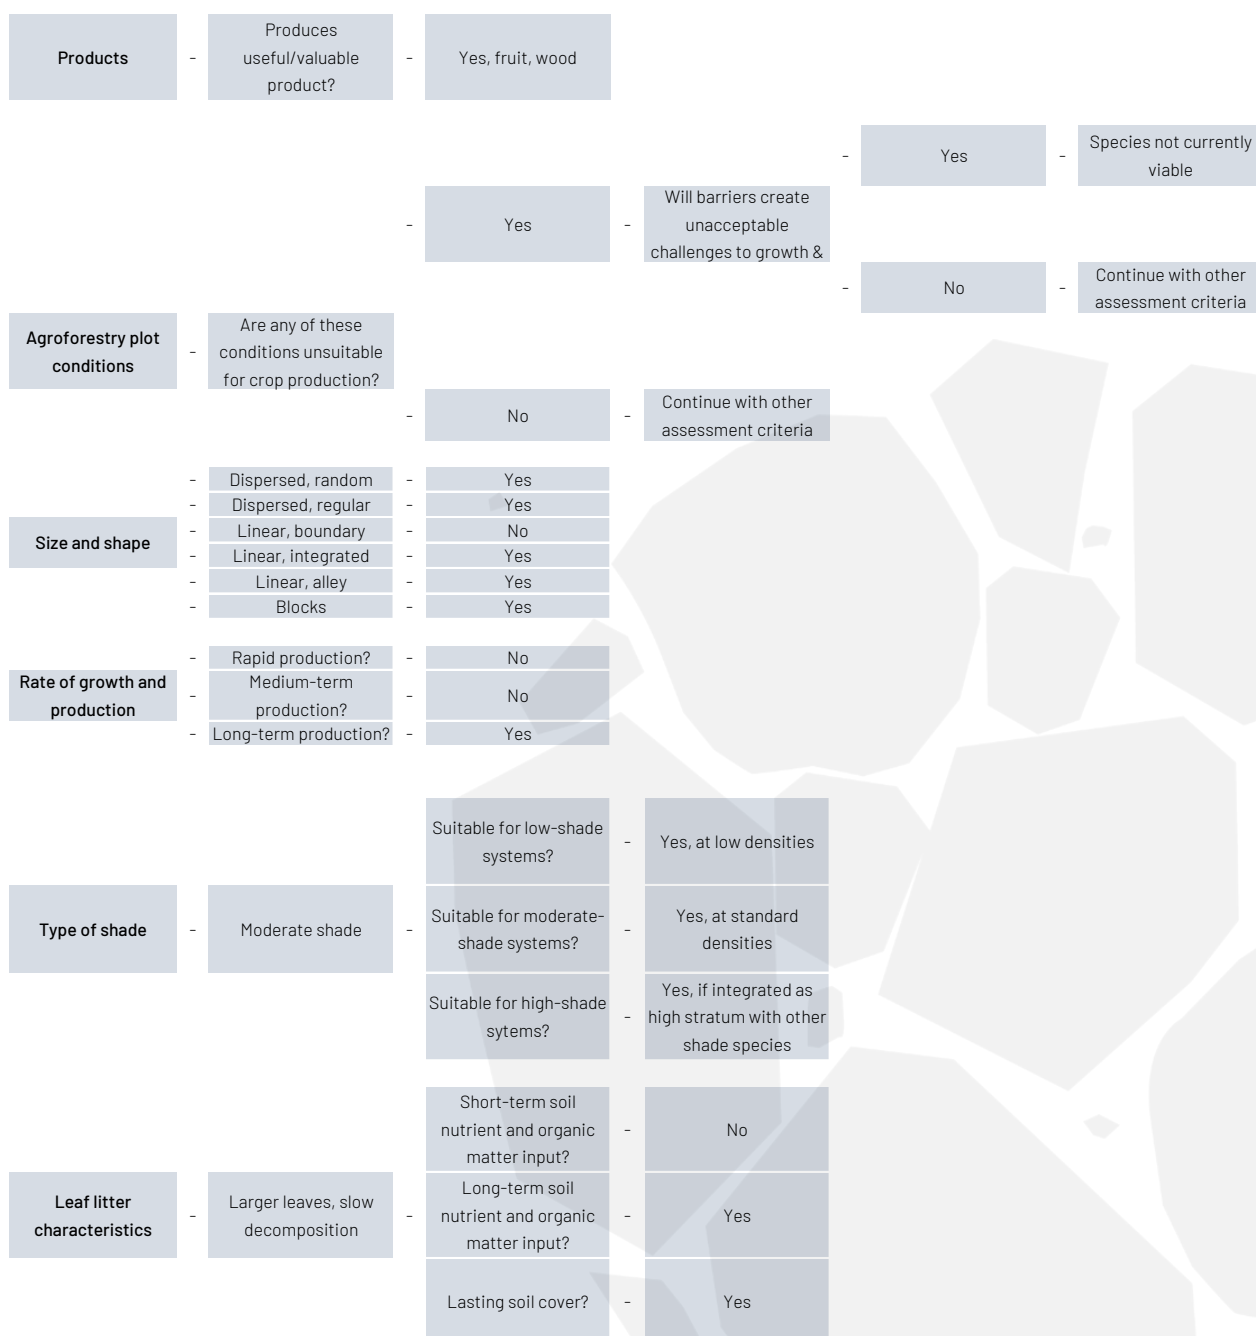 Products - Produces useful/valuable product? - Yes, fruit, wood
Agroforestry plot
conditions
-
Are any of these
conditions unsuitable
for crop production?
- Yes -
Will barriers create
unacceptable
challenges to growth &
- Yes -
Species not currently
viable
- No -
Continue with other
assessment criteria
- No -
Continue with other
assessment criteria
Size and shape
- Dispersed, random - Yes
- Dispersed, regular - Yes
- Linear, boundary - No
- Linear, integrated - Yes
- Linear, alley - Yes
- Blocks - Yes
Rate of growth and
production
- Rapid production? - No
- Medium-term
production?
- No
- Long-term production? - Yes
Type of shade - Moderate shade -
Suitable for low-shade
systems?
- Yes, at low densities
Suitable for moderate-
shade systems?
-
Yes, at standard
densities
Suitable for high-shade
sytems?
-
Yes, if integrated as
high stratum with other
shade species
Leaf litter
characteristics
-
Larger leaves, slow
decomposition
-
Short-term soil
nutrient and organic
matter input?
- No
Long-term soil
nutrient and organic
matter input?
- Yes
Lasting soil cover? - Yes